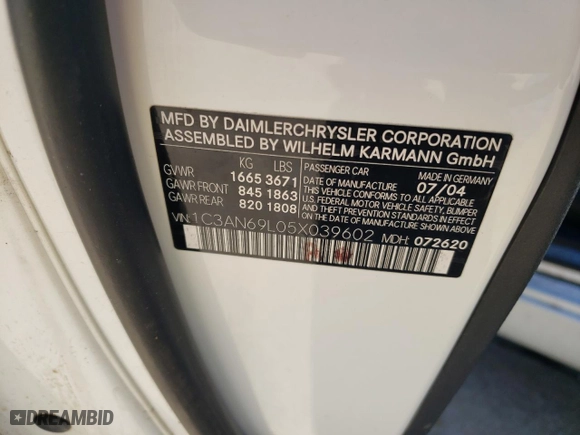 MFD BY DAIMLERCHRYSLER CORPORATION
ASSEMBLED BY WILHELM KARMANN GmbH
KG LBS
GVWR 1665 3671
GAWR FRONT 845 1863
GAWR REAR 820 1808
PASSENGER CAR MADE IN GERMANY
DATE OF MANUFACTURE 07/04
THIS VEHICLE CONFORMS TO ALL APPLICABLE
U.S. FEDERAL MOTOR VEHICLE SAFETY, BUMPER
AND THEFT PREVENTION STANDARDS IN EFFECT
ON THE DATE OF MANUFACTURE SHOWN ABOVE.
VIN: 1C3AN69L05X039602 MDH: 072620
DREAMBID